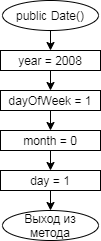 public Date()
year = 2008
dayOfWeek = 1
month = 0
day = 1
Выход из
метода